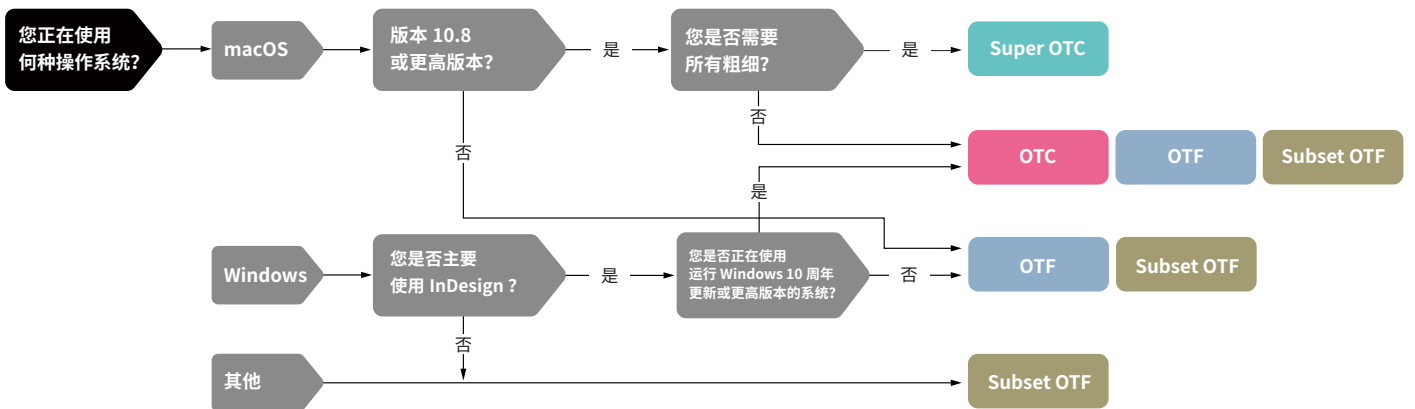 您正在使用
何种操作系统？
macOS
版本 10.8
或更高版本？
是
您是否需要
所有粗细？
是
Super OTC
否
否
OTC
OTF
Subset OTF
是
Windows
您是否主要
使用 InDesign？
是
您是否正在使用
运行 Windows 10 周年
更新或更高版本的系统？
否
OTF
Subset OTF
否
其他
Subset OTF